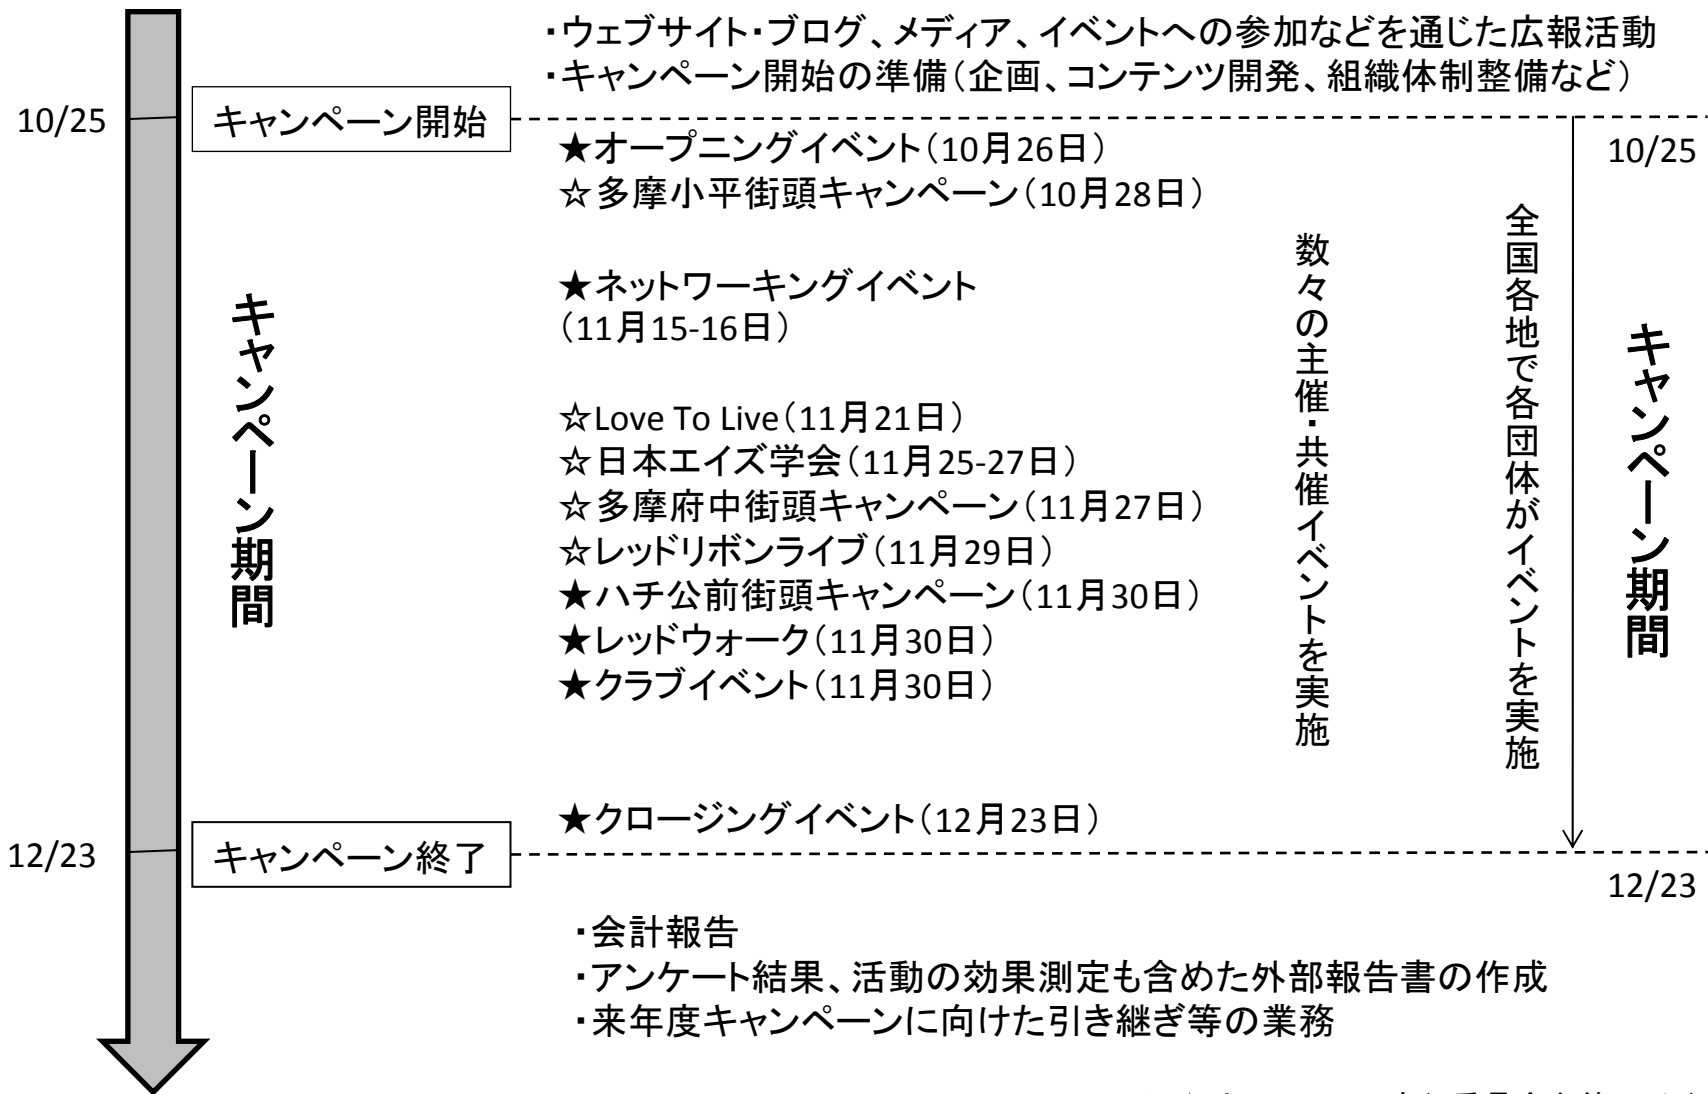 ・ウェブサイト・ブログ、メディア、イベントへの参加などを通じた広報活動
・キャンペーン開始の準備（企画、コンテンツ開発、組織体制整備など）
10/25
キャンペーン開始
10/25
★オープニングイベント（10月26日）
☆多摩小平街頭キャンペーン（10月28日）
★ネットワーキングイベント
（11月15-16日）
☆Love To Live（11月21日）
☆日本エイズ学会（11月25-27日）
☆多摩府中街頭キャンペーン（11月27日）
☆レッドリボンライブ（11月29日）
★ハチ公前街頭キャンペーン（11月30日）
★レッドウォーク（11月30日）
★クラブイベント（11月30日）
キャンペーン期間
数々の主催・共催イベントを実施
全国各地で各団体がイベントを実施
キャンペーン期間
★クロージングイベント（12月23日）
12/23
キャンペーン終了
12/23
・会計報告
・アンケート結果、活動の効果測定も含めた外部報告書の作成
・来年度キャンペーンに向けた引き継ぎ等の業務